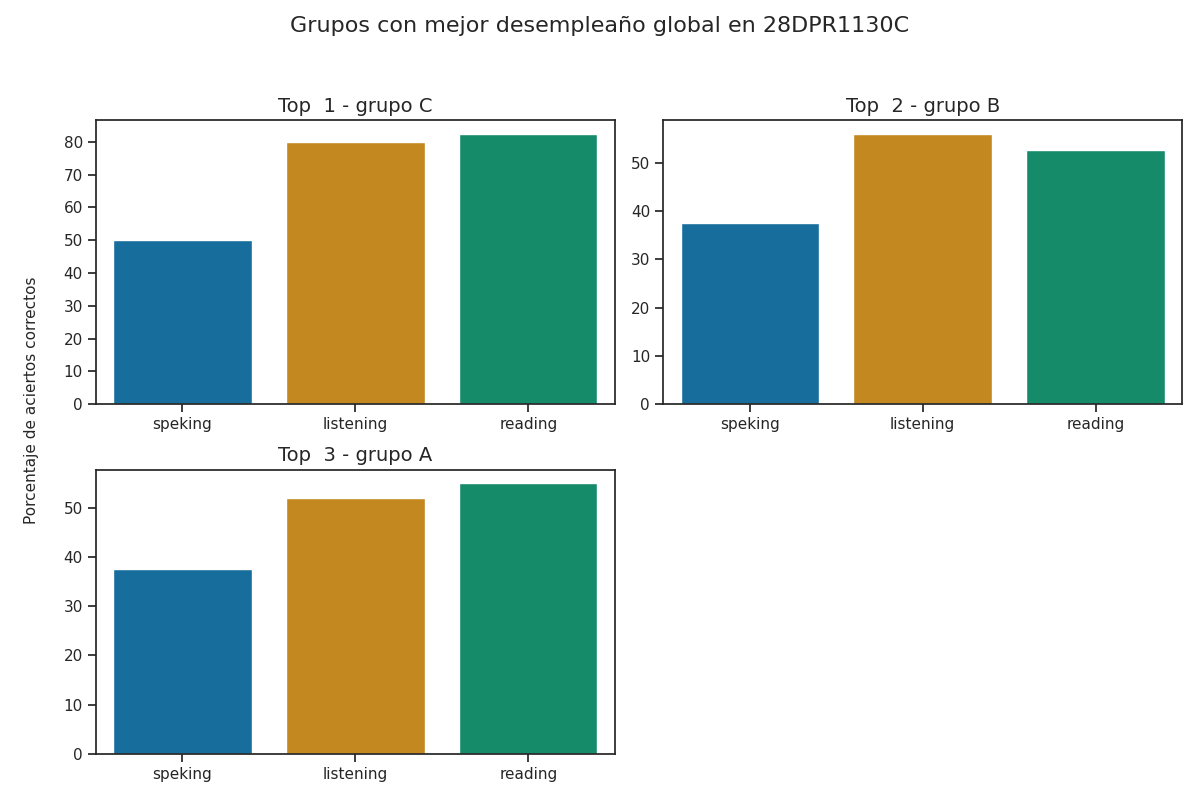 Grupos con mejor desempleaño global en 28DPR1130C
Porcentaje de aciertos correctos
Top  1 - grupo C
80
70
60
50
40
30
20
10
0
speking listening reading
Top  2 - grupo B
50
40
30
20
10
0
speking listening reading
Top  3 - grupo A
50
40
30
20
10
0
speking listening reading